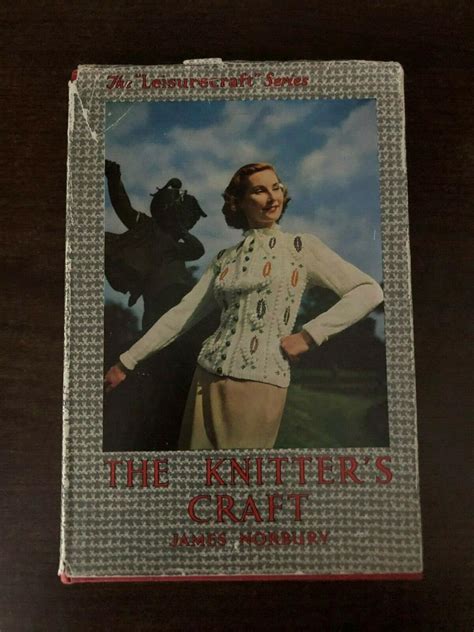 The "Leisurecraft" Series
THE KNITTER'S
CRAFT
JAMES NORBURY